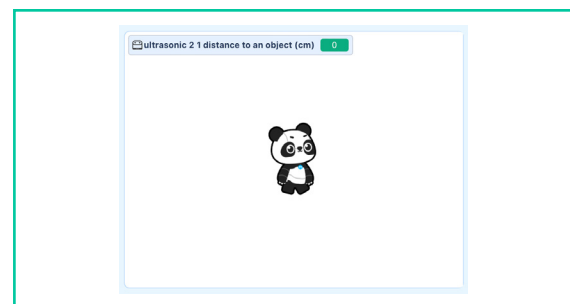 ultrasonic 2 1 distance to an object (cm) 0